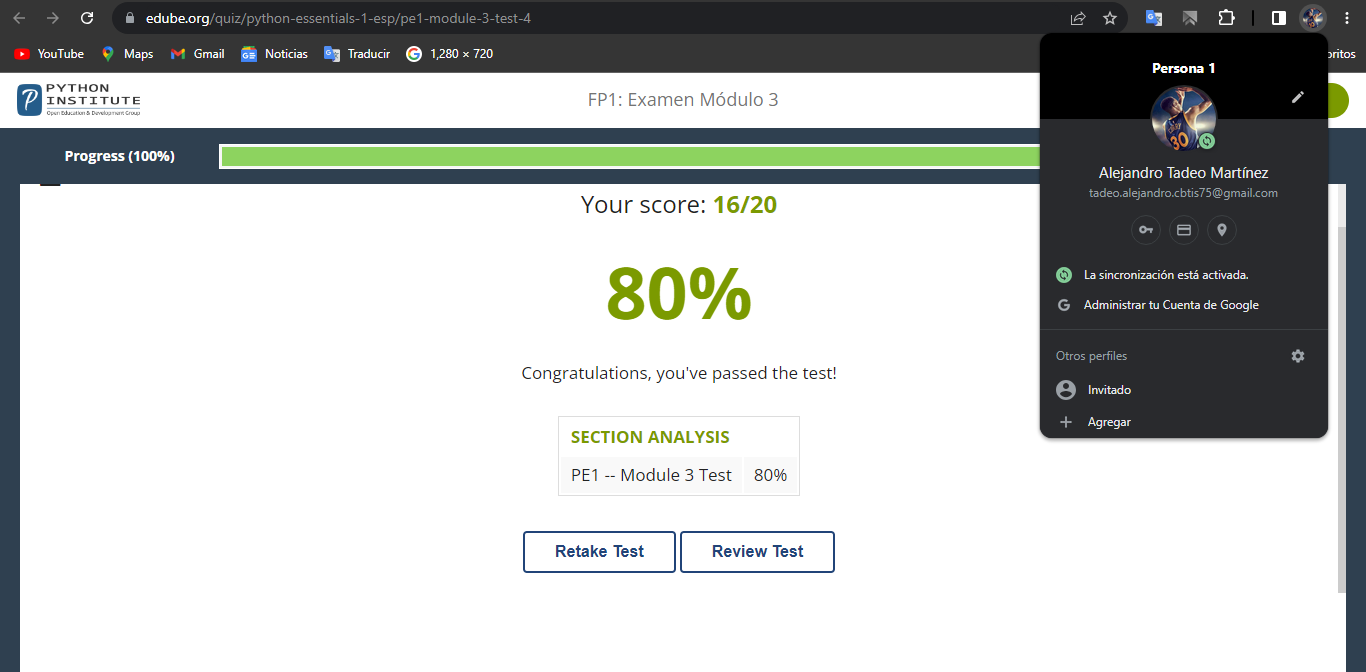 edube.org/quiz/python-essentials-1-esp/pe1-module-3-test-4
YouTube Maps Gmail Noticias Traducir 1,280 × 720
PYTHON
INSTITUTE
Open Education & Development Group
FP1: Examen Módulo 3
Progress (100%)
Your score: 16/20
80%
Congratulations, you've passed the test!
SECTION ANALYSIS
PE1 -- Module 3 Test 80%
Retake Test Review Test
Persona 1
30
Alejandro Tadeo Martínez
tadeo.alejandro.cbtis75@gmail.com
La sincronización está activada.
Administrar tu Cuenta de Google
Otros perfiles
Invitado
Agregar